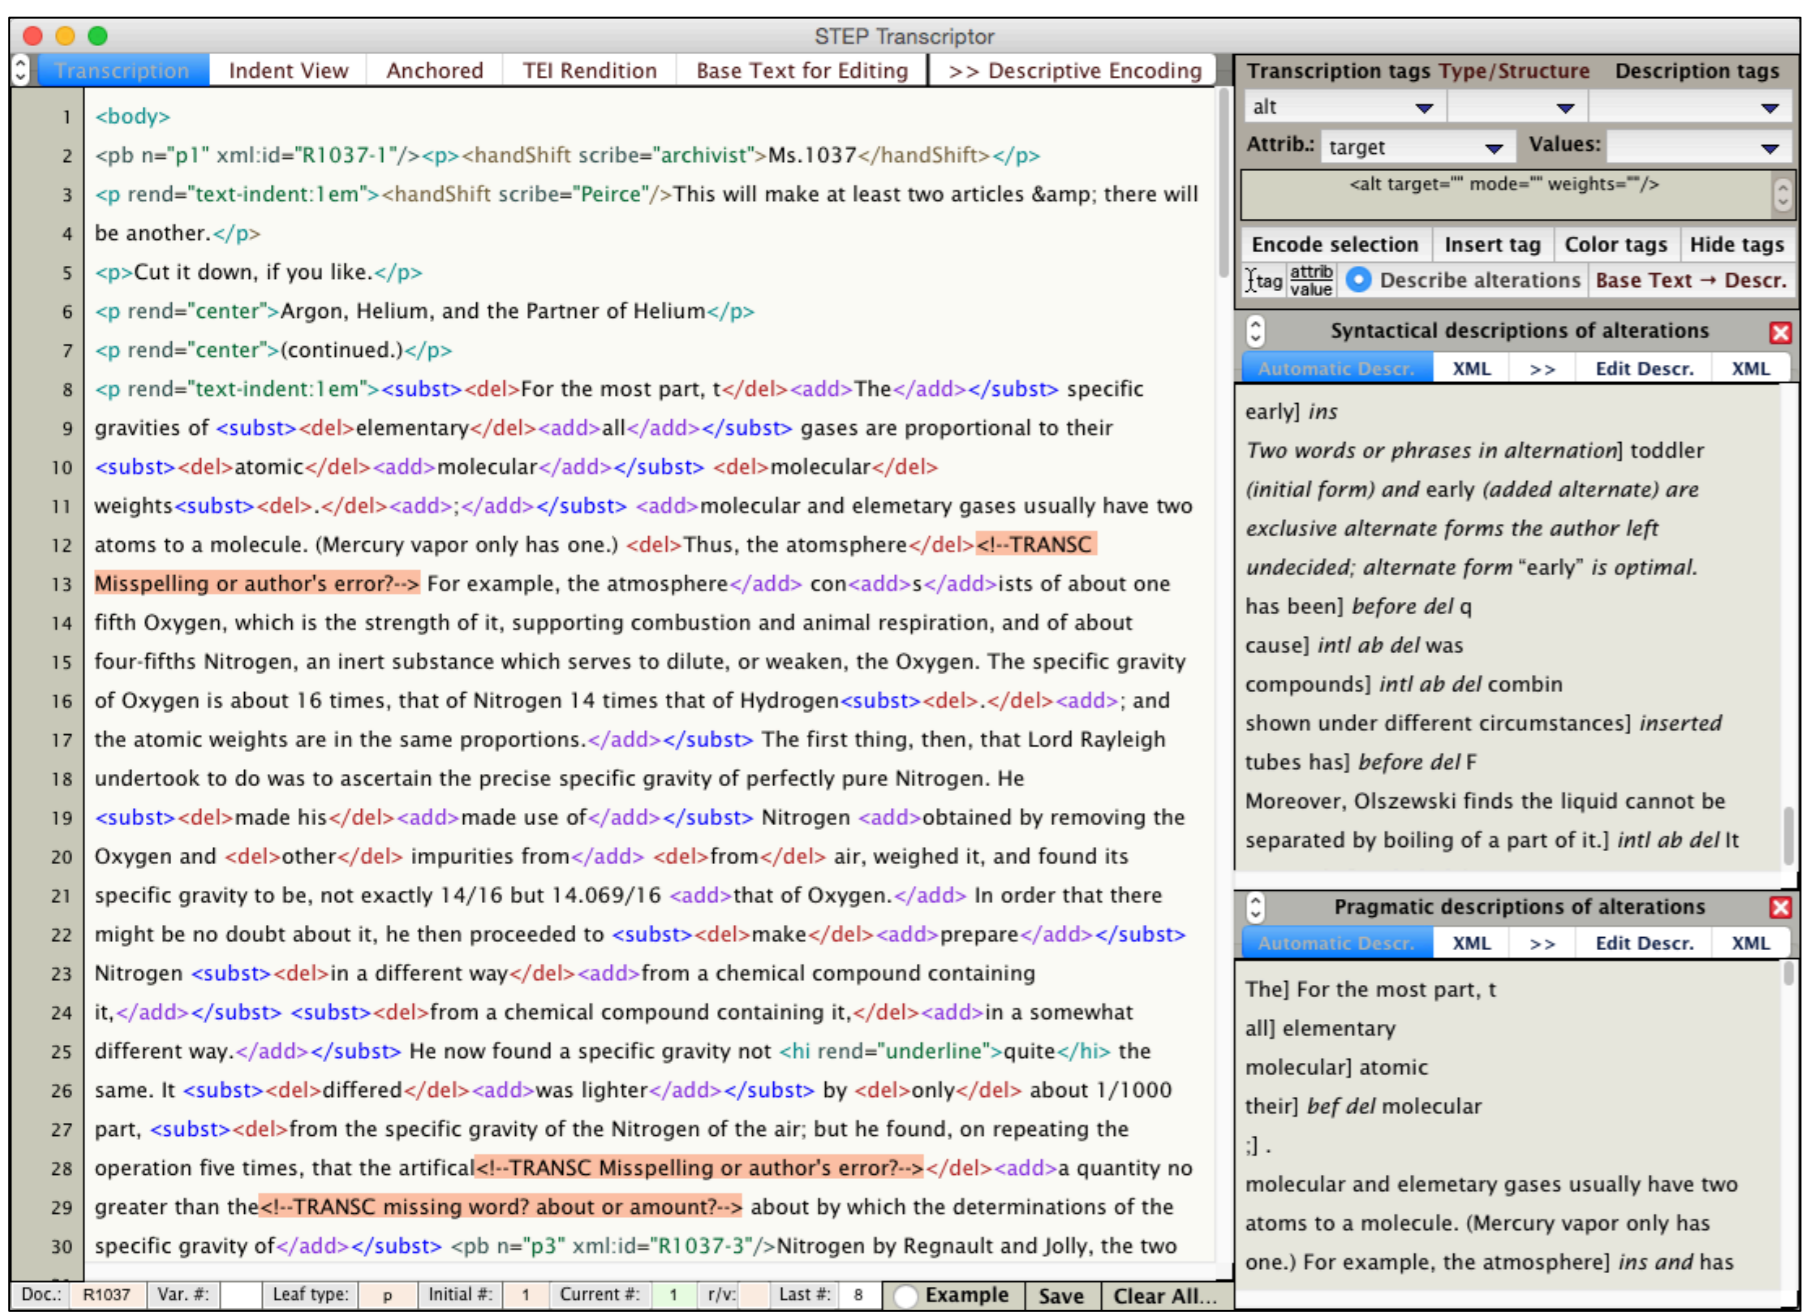 STEP Transcriptor
Transcription Indent View Anchored TEI Rendition Base Text for Editing >> Descriptive Encoding
1 <body>
2 <pb n="p1" xml:id="R1037-1"/><p><handShift scribe="archivist">Ms.1037</handShift></p>
3 <p rend="text-indent:1em"><handShift scribe="Peirce"/>This will make at least two articles &amp; there will
4 be another.</p>
5 <p>Cut it down, if you like.</p>
6 <p rend="center">Argon, Helium, and the Partner of Helium</p>
7 <p rend="center">(continued.)</p>
8 <p rend="text-indent:1em"><subst><del>For the most part, t</del><add>The</add></subst> specific
9 gravities of <subst><del>elementary</del><add>all</add></subst> gases are proportional to their
10 <subst><del>atomic</del><add>molecular</add></subst> <del>molecular</del>
11 weights<subst><del>.</del><add>;</add></subst> <add>molecular and elemetary gases usually have two
12 atoms to a molecule. (Mercury vapor only has one.) <del>Thus, the atomsphere</del><!--TRANSC
13 Misspelling or author's error?--> For example, the atmosphere</add> con<add>s</add>ists of about one
14 fifth Oxygen, which is the strength of it, supporting combustion and animal respiration, and of about
15 four-fifths Nitrogen, an inert substance which serves to dilute, or weaken, the Oxygen. The specific gravity
16 of Oxygen is about 16 times, that of Nitrogen 14 times that of Hydrogen<subst><del>.</del><add>; and
17 the atomic weights are in the same proportions.</add></subst> The first thing, then, that Lord Rayleigh
18 undertook to do was to ascertain the precise specific gravity of perfectly pure Nitrogen. He
19 <subst><del>made his</del><add>made use of</add></subst> Nitrogen <add>obtained by removing the
20 Oxygen and <del>other</del> impurities from</add> <del>from</del> air, weighed it, and found its
21 specific gravity to be, not exactly 14/16 but 14.069/16 <add>that of Oxygen.</add> In order that there
22 might be no doubt about it, he then proceeded to <subst><del>make</del><add>prepare</add></subst>
23 Nitrogen <subst><del>in a different way</del><add>from a chemical compound containing
24 it,</add></subst> <subst><del>from a chemical compound containing it,</del><add>in a somewhat
25 different way.</add></subst> He now found a specific gravity not <hi rend="underline">quite</hi> the
26 same. It <subst><del>differed</del><add>was lighter</add></subst> by <del>only</del> about 1/1000
27 part, <subst><del>from the specific gravity of the Nitrogen of the air; but he found, on repeating the
28 operation five times, that the artifical<!--TRANSC Misspelling or author's error?--></del><add>a quantity no
29 greater than the<!--TRANSC missing word? about or amount?--> about by which the determinations of the
30 specific gravity of</add></subst> <pb n="p3" xml:id="R1037-3"/>Nitrogen by Regnault and Jolly, the two
Doc.: R1037 Var. #: Leaf type: p Initial #: 1 Current #: 1 r/v: Last #: 8 Example Save Clear All...
Transcription tags Type/Structure Description tags
alt
Attrib.: target Values:
<alt target="" mode="" weights=""/>
Encode selection Insert tag Color tags Hide tags
tag attrib value Describe alterations Base Text → Descr.
Syntactical descriptions of alterations
Automatic Descr. XML >> Edit Descr. XML
early] ins
Two words or phrases in alternation] toddler
(initial form) and early (added alternate) are
exclusive alternate forms the author left
undecided; alternate form “early” is optimal.
has been] before del q
cause] intl ab del was
compounds] intl ab del combin
shown under different circumstances] inserted
tubes has] before del F
Moreover, Olszewski finds the liquid cannot be
separated by boiling of a part of it.] intl ab del It
Pragmatic descriptions of alterations
Automatic Descr. XML >> Edit Descr. XML
The] For the most part, t
all] elementary
molecular] atomic
their] bef del molecular
;] .
molecular and elemetary gases usually have two
atoms to a molecule. (Mercury vapor only has
one.) For example, the atmosphere] ins and has